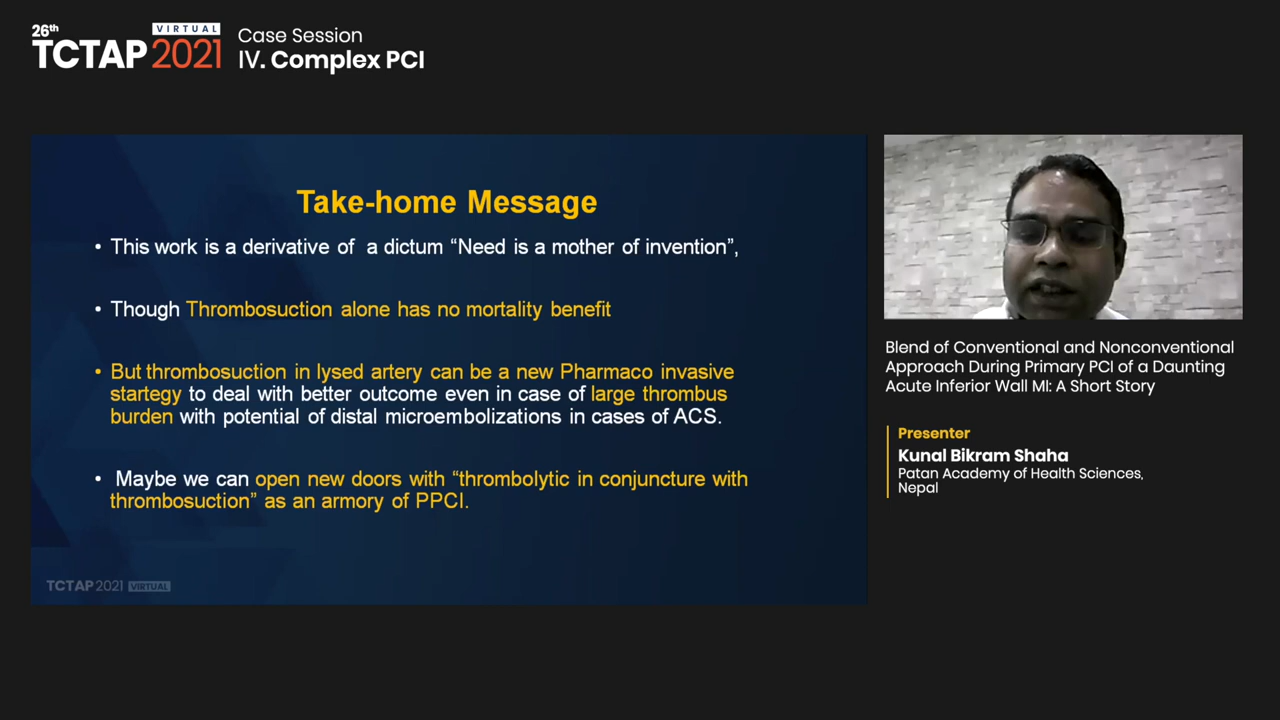 26th
VIRTUAL
TCTAP 2021
Case Session
IV. Complex PCI
Take-home Message
• This work is a derivative of a dictum “Need is a mother of invention”,
• Though Thrombosuction alone has no mortality benefit
• But thrombosuction in lysed artery can be a new Pharmaco invasive
startegy to deal with better outcome even in case of large thrombus
burden with potential of distal microembolizations in cases of ACS.
• Maybe we can open new doors with “thrombolytic in conjuncture with
thrombosuction” as an armory of PPCI.
TCTAP 2021 VIRTUAL
Blend of Conventional and Nonconventional
Approach During Primary PCI of a Daunting
Acute Inferior Wall MI: A Short Story
Presenter
Kunal Bikram Shaha
Patan Academy of Health Sciences,
Nepal